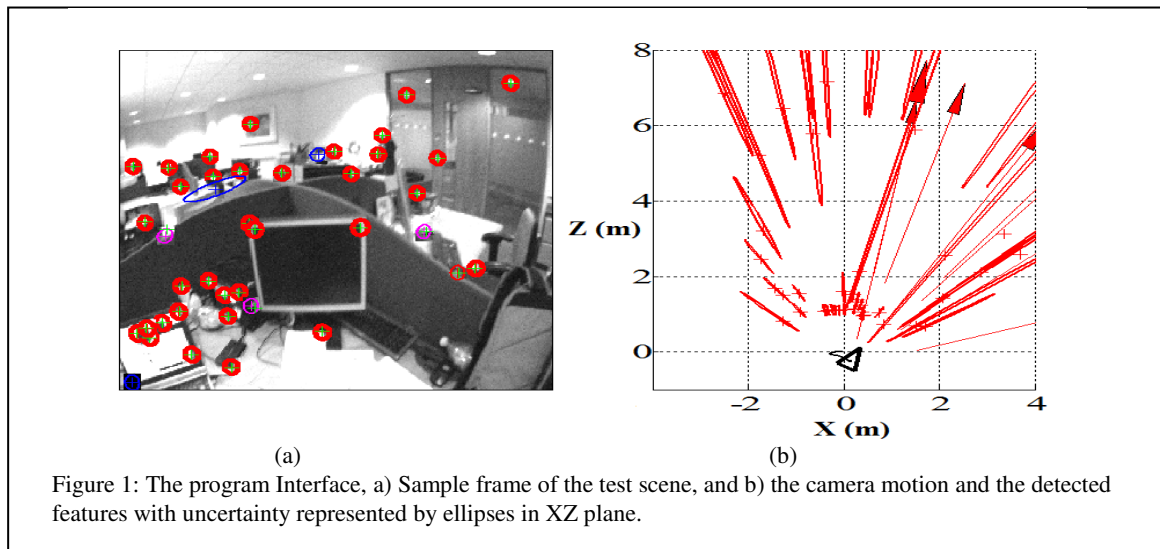 8
6
4
Z (m)
2
0
-2 0 2 4
X (m)
(a) (b)
Figure 1: The program Interface, a) Sample frame of the test scene, and b) the camera motion and the detected
features with uncertainty represented by ellipses in XZ plane.